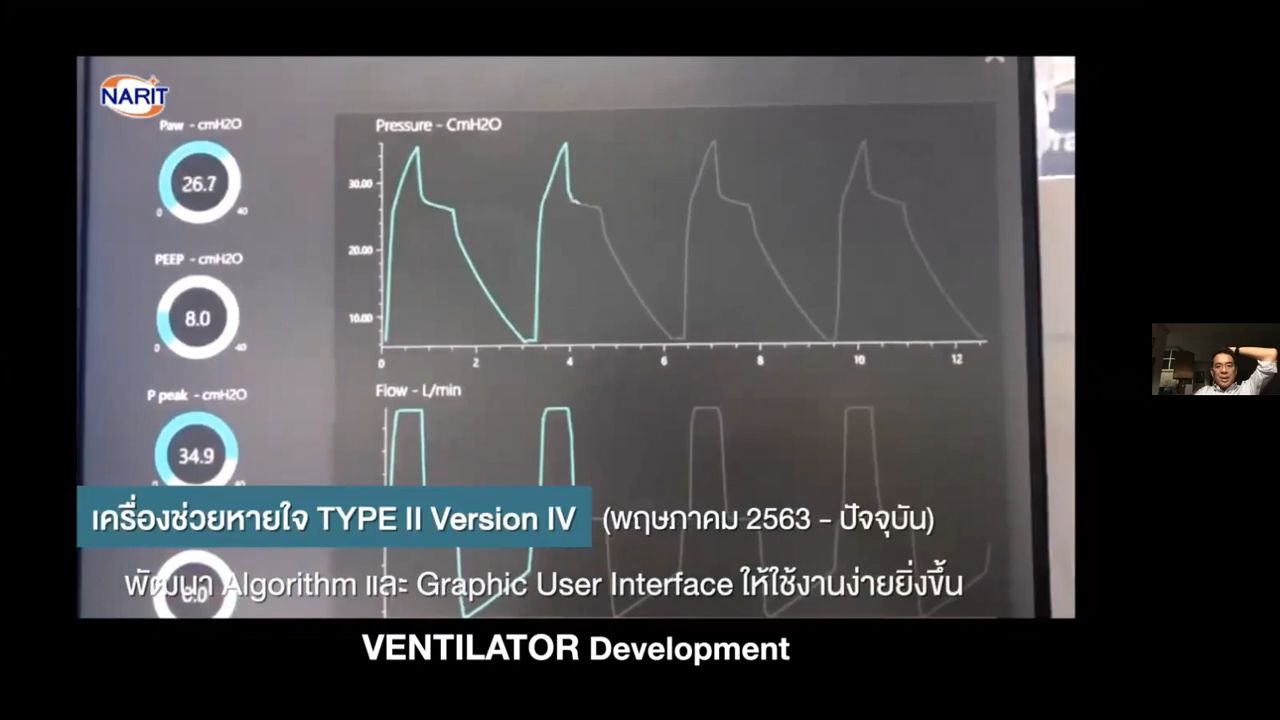 NARIT
Paw - cmH2O
26.7
0 40
PEEP - cmH2O
8.0
0 40
P peak - cmH2O
34.9
Pressure - CmH2O
30.00
20.00
10.00
0 2 4 6 8 10 12
Flow - L/min
เครื่องช่วยหายใจ TYPE II Version IV (พฤษภาคม 2563 - ปัจจุบัน)
พัฒนา Algorithm และ Graphic User Interface ให้ใช้งานง่ายยิ่งขึ้น
VENTILATOR Development